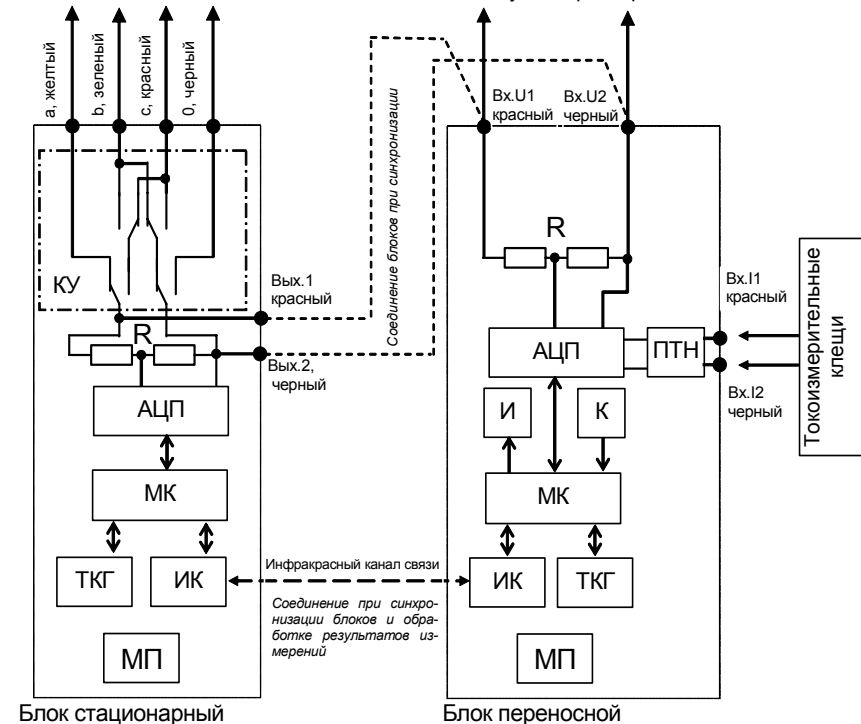 a, желтый
b, зеленый
c, красный
0, черный
КУ
Вых.1
красный
R
Вых.2,
черный
АЦП
МК
ТКГ
ИК
МП
Блок стационарный
Соединение блоков при синхронизации
Инфракрасный канал связи
Соединение при синхро-
низации блоков и обра-
ботке результатов из-
мерений
Вх.U1
красный
Вх.U2
черный
R
АЦП
ПТН
Вх.I1
красный
Вх.I2
черный
Токоизмерительные
клещи
И
К
МК
ИК
ТКГ
МП
Блок переносной